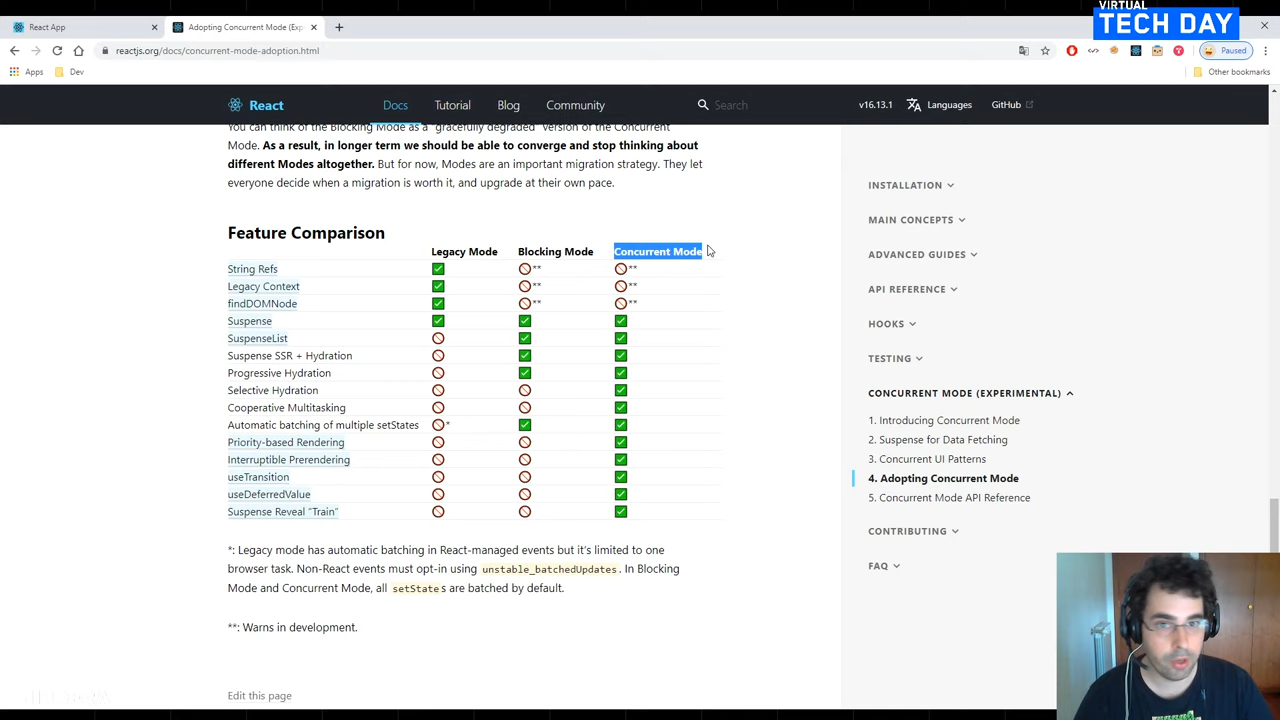 VIRTUAL
TECH DAY
React App
Adopting Concurrent Mode (Exp
reactjs.org/docs/concurrent-mode-adoption.html
Paused
Apps
Dev
Other bookmarks
React
Docs
Tutorial
Blog
Community
Search
v16.13.1
Languages
GitHub
You can think of the Blocking Mode as a "gracefully degraded" version of the Concurrent
Mode. As a result, in longer term we should be able to converge and stop thinking about
different Modes altogether. But for now, Modes are an important migration strategy. They let
everyone decide when a migration is worth it, and upgrade at their own pace.
Feature Comparison
Legacy Mode Blocking Mode Concurrent Mode
String Refs ✅ 🚫** 🚫**
Legacy Context ✅ 🚫** 🚫**
findDOMNode ✅ 🚫** 🚫**
Suspense ✅ ✅ ✅
SuspenseList 🚫 ✅ ✅
Suspense SSR + Hydration 🚫 ✅ ✅
Progressive Hydration 🚫 ✅ ✅
Selective Hydration 🚫 🚫 ✅
Cooperative Multitasking 🚫 🚫 ✅
Automatic batching of multiple setStates 🚫* ✅ ✅
Priority-based Rendering 🚫 🚫 ✅
Interruptible Prerendering 🚫 🚫 ✅
useTransition 🚫 🚫 ✅
useDeferredValue 🚫 🚫 ✅
Suspense Reveal "Train" 🚫 🚫 ✅
*: Legacy mode has automatic batching in React-managed events but it's limited to one
browser task. Non-React events must opt-in using unstable_batchedUpdates. In Blocking
Mode and Concurrent Mode, all setStates are batched by default.
**: Warns in development.
Edit this page
INSTALLATION
MAIN CONCEPTS
ADVANCED GUIDES
API REFERENCE
HOOKS
TESTING
CONCURRENT MODE (EXPERIMENTAL)
1. Introducing Concurrent Mode
2. Suspense for Data Fetching
3. Concurrent UI Patterns
4. Adopting Concurrent Mode
5. Concurrent Mode API Reference
CONTRIBUTING
FAQ